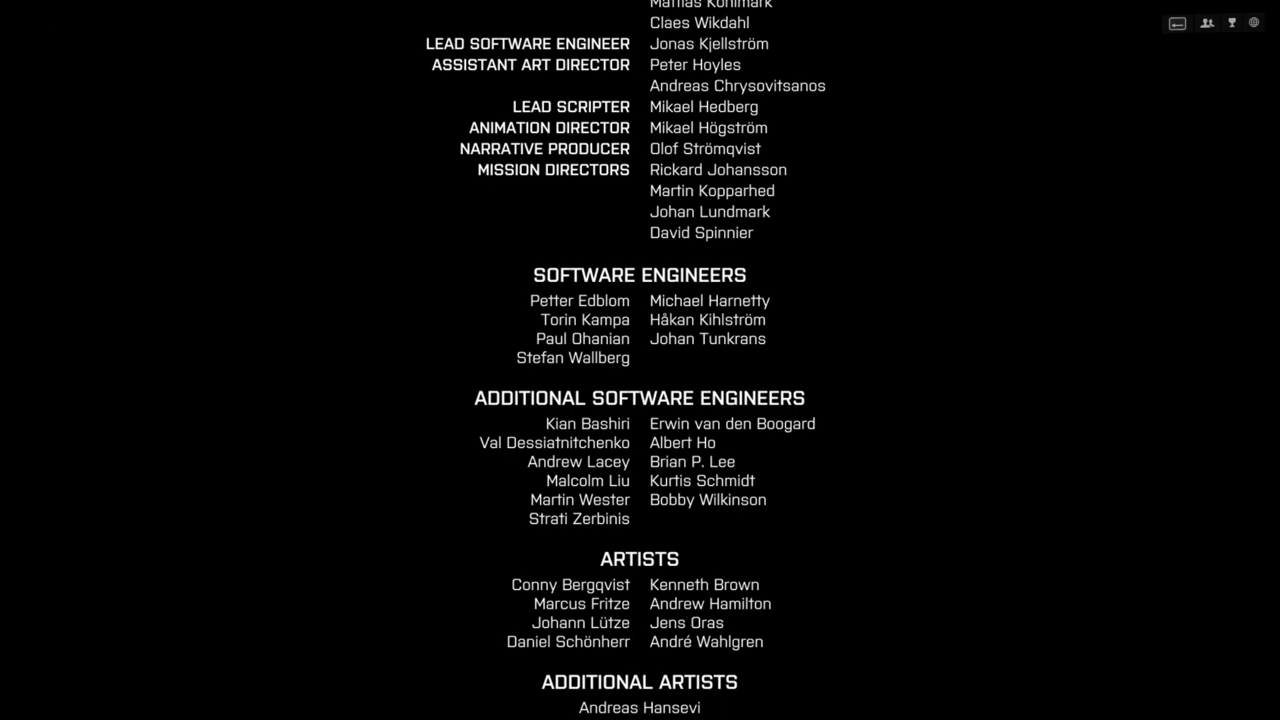 Mattias Kohlmark
Claes Wikdahl
LEAD SOFTWARE ENGINEER Jonas Kjellström
ASSISTANT ART DIRECTOR Peter Hoyles
Andreas Chrysovitsanos
LEAD SCRIPTER Mikael Hedberg
ANIMATION DIRECTOR Mikael Högström
NARRATIVE PRODUCER Olof Strömqvist
MISSION DIRECTORS Rickard Johansson
Martin Kopparhed
Johan Lundmark
David Spinnier
SOFTWARE ENGINEERS
Petter Edblom Michael Harnetty
Torin Kampa Håkan Kihlström
Paul Ohanian Johan Tunkrans
Stefan Wallberg
ADDITIONAL SOFTWARE ENGINEERS
Kian Bashiri Erwin van den Boogard
Val Dessiatnitchenko Albert Ho
Andrew Lacey Brian P. Lee
Malcolm Liu Kurtis Schmidt
Martin Wester Bobby Wilkinson
Strati Zerbinis
ARTISTS
Conny Bergqvist Kenneth Brown
Marcus Fritze Andrew Hamilton
Johann Lütze Jens Oras
Daniel Schönherr André Wahlgren
ADDITIONAL ARTISTS
Andreas Hansevi